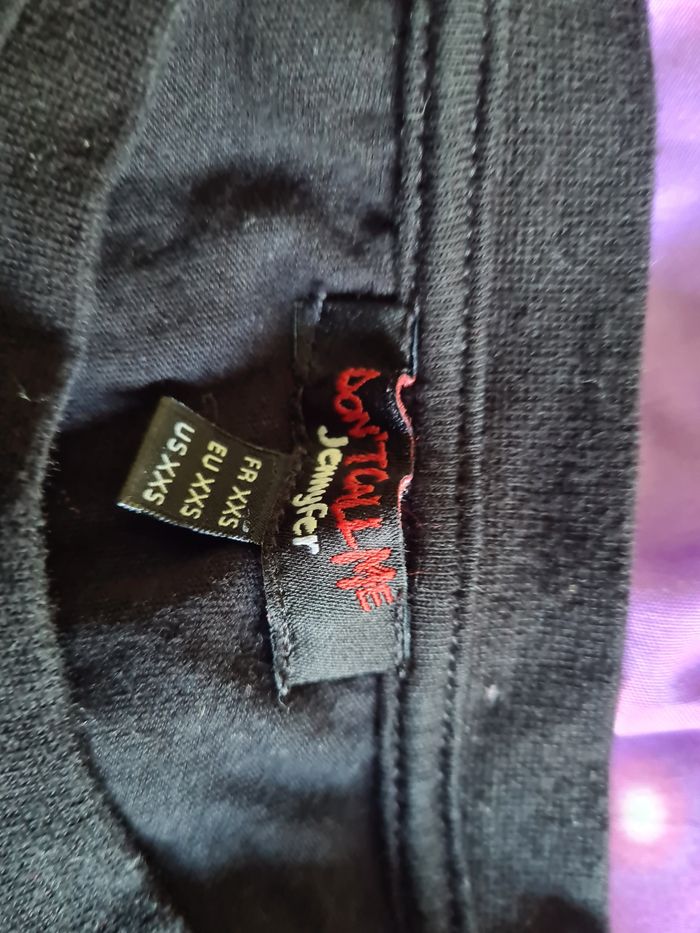 DON'T CALL ME
Jennyfer
FR XXS
EU XXS
US XXS